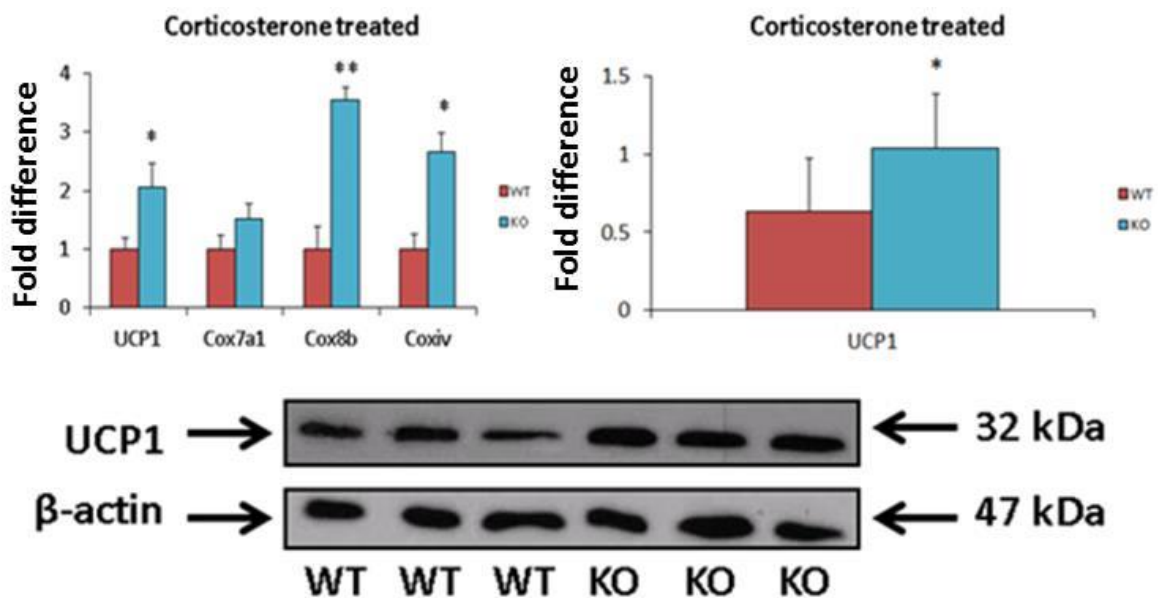 Corticosterone treated
Fold difference
4
3
2
1
0
*
**
*
UCP1 Cox7a1 Cox8b Coxiv
WT
KO
Corticosterone treated
Fold difference
1.5
1
0.5
0
*
UCP1
WT
KO
UCP1
32 kDa
β-actin
47 kDa
WT WT WT KO KO KO